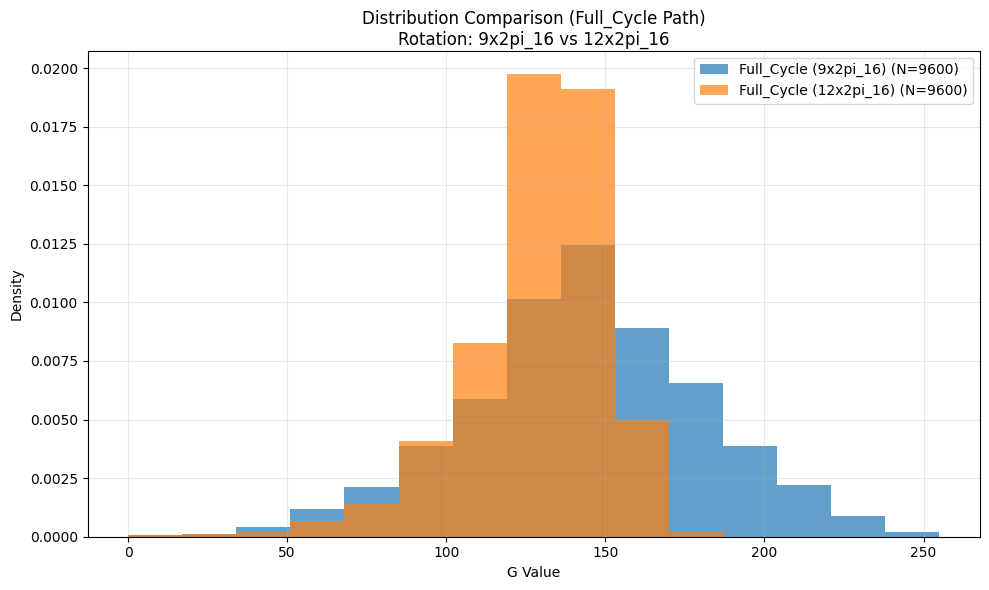 Distribution Comparison (Full_Cycle Path)
Rotation: 9x2pi_16 vs 12x2pi_16
Full_Cycle (9x2pi_16) (N=9600)
Full_Cycle (12x2pi_16) (N=9600)
0.0200
0.0175
0.0150
0.0125
0.0100
0.0075
0.0050
0.0025
0.0000
Density
0 50 100 150 200 250
G Value